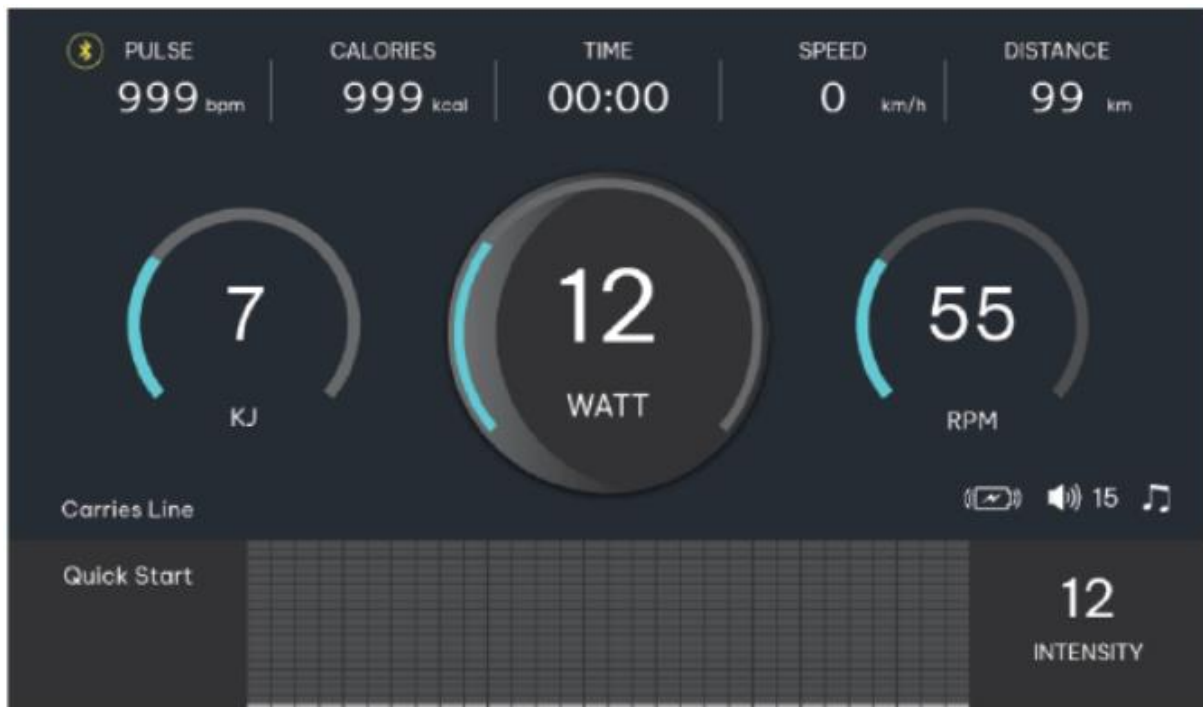 PULSE CALORIES TIME SPEED DISTANCE
999 bpm 999 kcal 00:00 0 km/h 99 km
7 12 55
KJ WATT RPM
15
Carries Line
Quick Start
12
INTENSITY